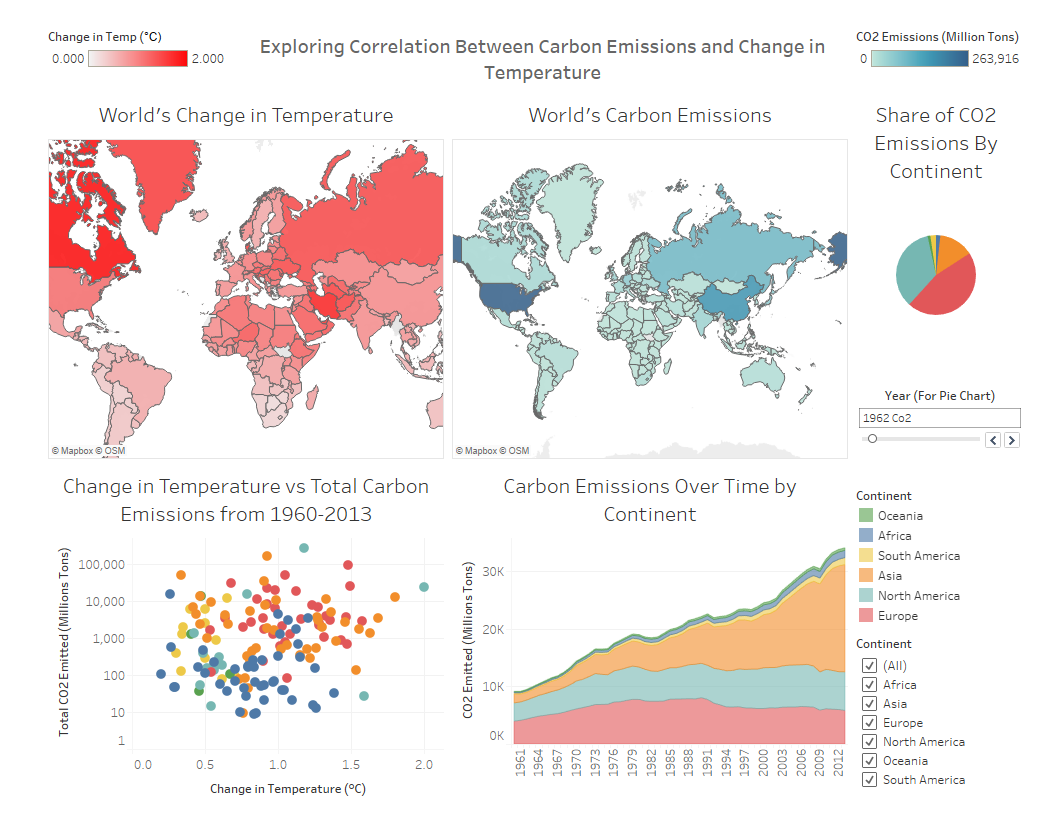 Change in Temp (°C)
0.000
2.000
Exploring Correlation Between Carbon Emissions and Change in
Temperature
CO2 Emissions (Million Tons)
0
263,916
World's Change in Temperature
World's Carbon Emissions
Share of CO2
Emissions By
Continent
© Mapbox © OSM
© Mapbox © OSM
Year (For Pie Chart)
1962 Co2
Change in Temperature vs Total Carbon
Emissions from 1960-2013
Total CO2 Emitted (Millions Tons)
100,000
10,000
1,000
100
10
1
0.0
0.5
1.0
1.5
2.0
Change in Temperature (°C)
Carbon Emissions Over Time by
Continent
CO2 Emitted (Millions Tons)
30K
20K
10K
0K
1961
1964
1967
1970
1973
1976
1979
1982
1985
1988
1991
1994
1997
2000
2003
2006
2009
2012
Continent
Oceania
Africa
South America
Asia
North America
Europe
Continent
(All)
Africa
Asia
Europe
North America
Oceania
South America